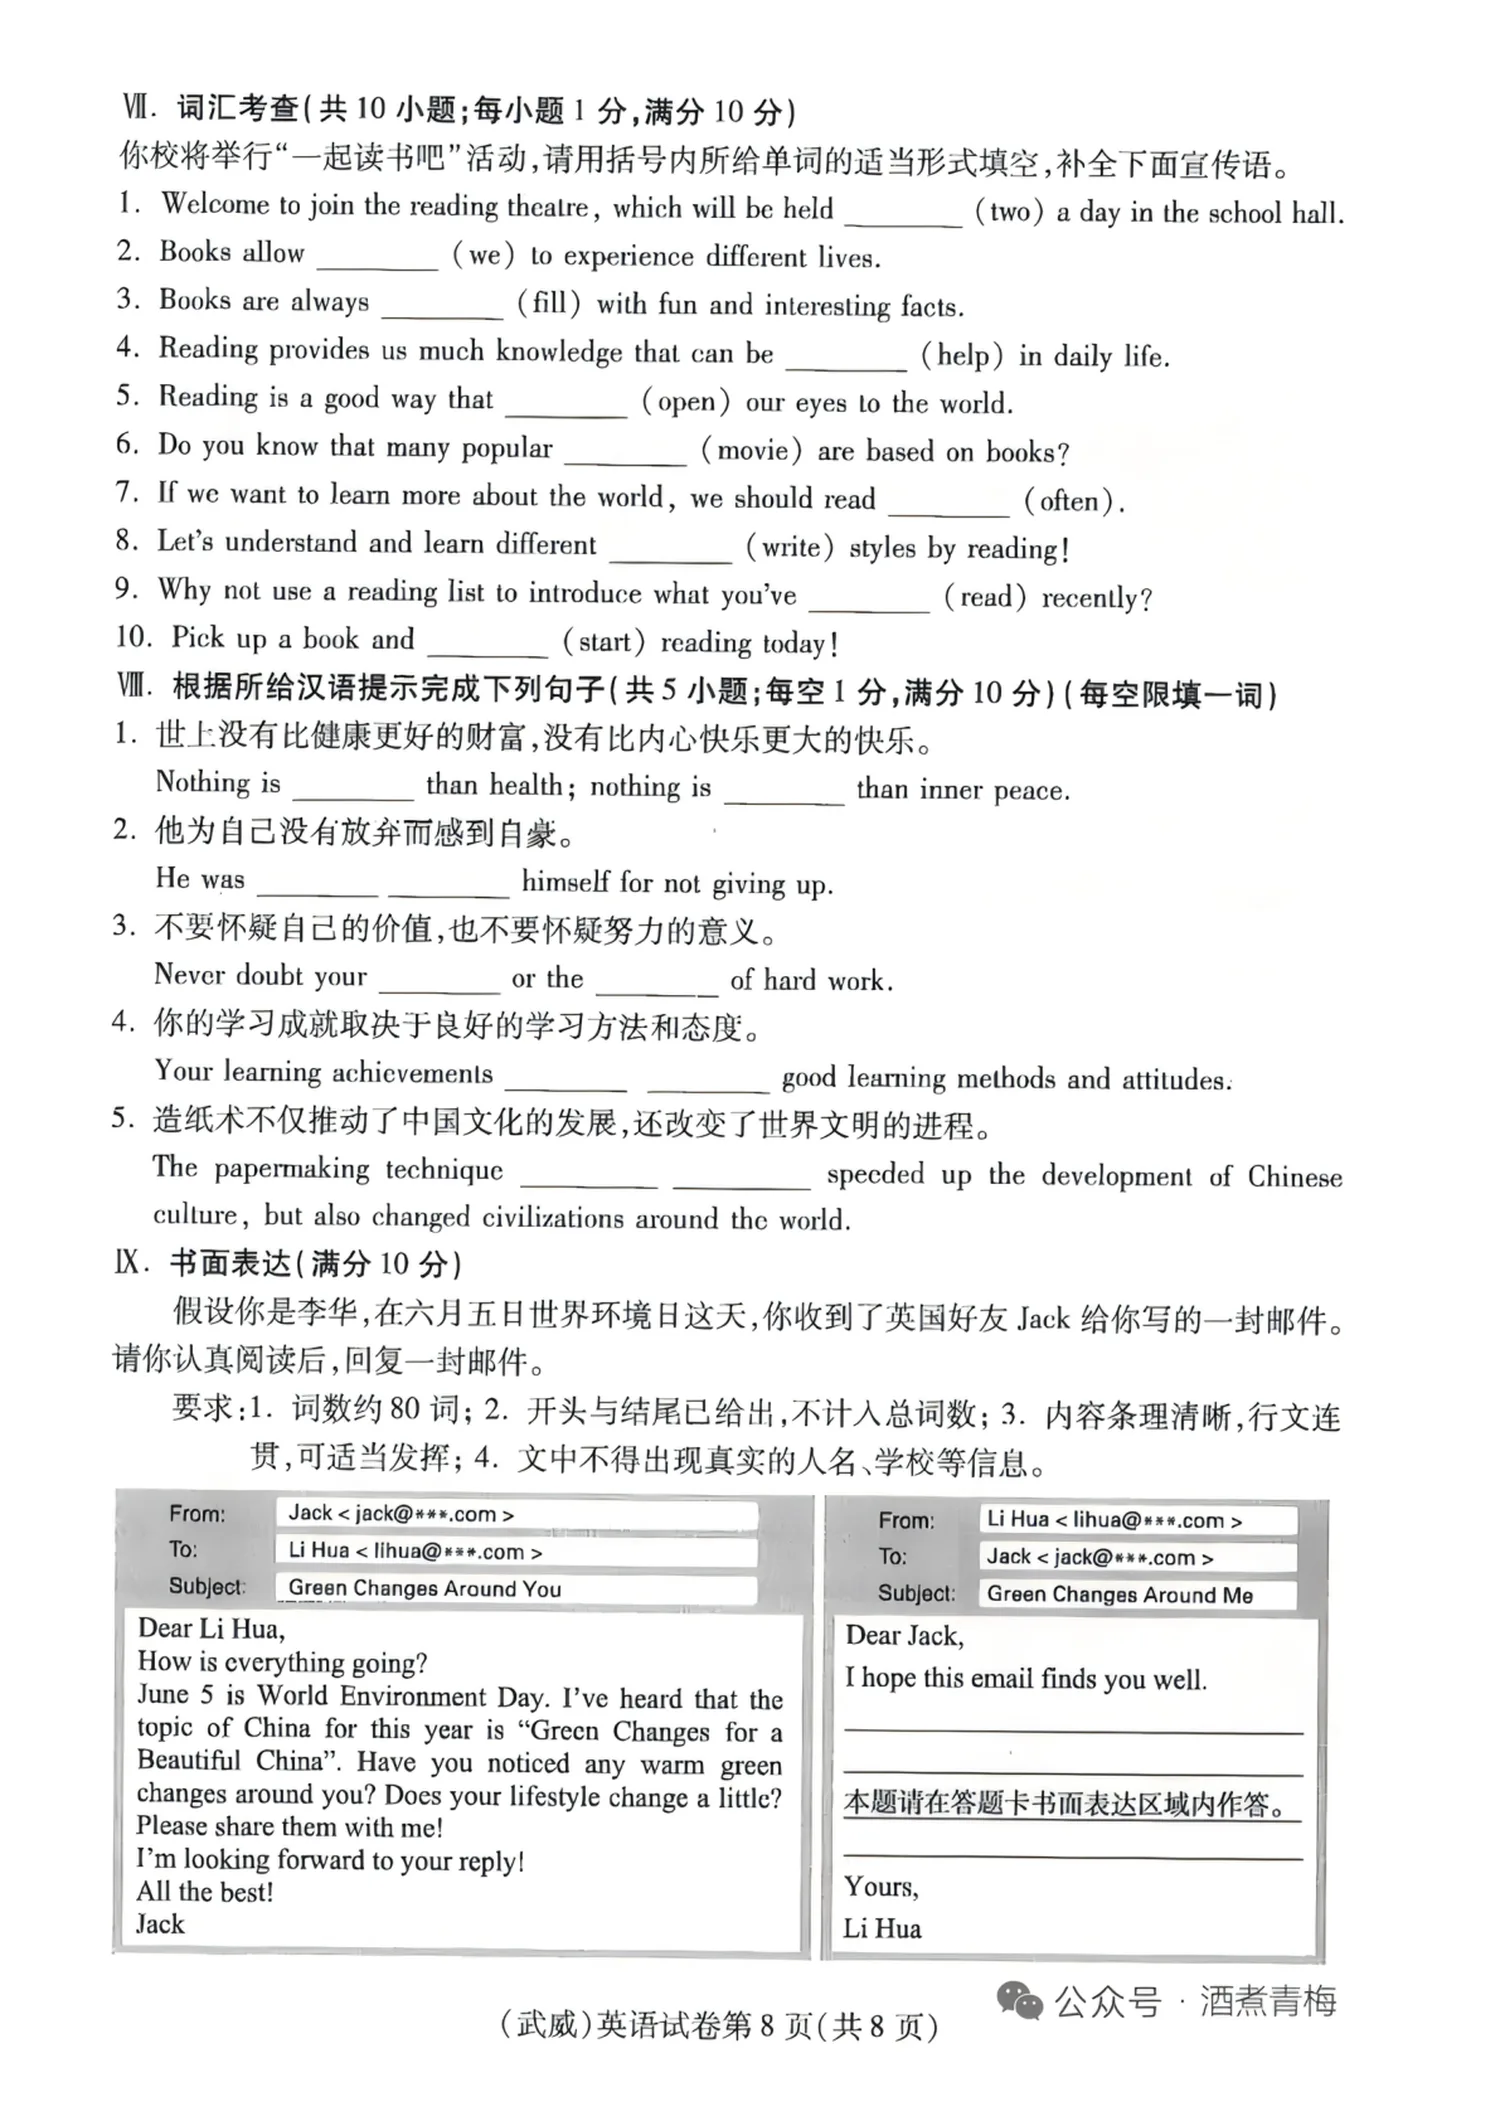 Ⅶ. 词汇考查(共 10 小题;每小题 1 分,满分 10 分)
你校将举行“一起读书吧”活动,请用括号内所给单词的适当形式填空,补全下面宣传语。
1. Welcome to join the reading theatre, which will be held ________ (two) a day in the school hall.
2. Books allow ________ (we) to experience different lives.
3. Books are always ________ (fill) with fun and interesting facts.
4. Reading provides us much knowledge that can be ________ (help) in daily life.
5. Reading is a good way that ________ (open) our eyes to the world.
6. Do you know that many popular ________ (movie) are based on books?
7. If we want to learn more about the world, we should read ________ (often).
8. Let's understand and learn different ________ (write) styles by reading!
9. Why not use a reading list to introduce what you've ________ (read) recently?
10. Pick up a book and ________ (start) reading today!
Ⅷ. 根据所给汉语提示完成下列句子(共 5 小题;每空 1 分,满分 10 分)(每空限填一词)
1. 世上没有比健康更好的财富,没有比内心快乐更大的快乐。
Nothing is ________ than health; nothing is ________ than inner peace.
2. 他为自己没有放弃而感到自豪。
He was ________ ________ himself for not giving up.
3. 不要怀疑自己的价值,也不要怀疑努力的意义。
Never doubt your ________ or the ________ of hard work.
4. 你的学习成就取决于良好的学习方法和态度。
Your learning achievements ________ ________ good learning methods and attitudes.
5. 造纸术不仅推动了中国文化的发展,还改变了世界文明的进程。
The papermaking technique ________ ________ speeded up the development of Chinese
culture, but also changed civilizations around the world.
Ⅸ. 书面表达(满分 10 分)
假设你是李华,在六月五日世界环境日这天,你收到了英国好友 Jack 给你写的一封邮件。
请你认真阅读后,回复一封邮件。
要求:1. 词数约 80 词; 2. 开头与结尾已给出,不计入总词数; 3. 内容条理清晰,行文连
贯,可适当发挥; 4. 文中不得出现真实的人名、学校等信息。
From: Jack < jack@***.com >
To: Li Hua < lihua@***.com >
Subject: Green Changes Around You
Dear Li Hua,
How is everything going?
June 5 is World Environment Day. I've heard that the
topic of China for this year is “Green Changes for a
Beautiful China”. Have you noticed any warm green
changes around you? Does your lifestyle change a little?
Please share them with me!
I'm looking forward to your reply!
All the best!
Jack
From: Li Hua < lihua@***.com >
To: Jack < jack@***.com >
Subject: Green Changes Around Me
Dear Jack,
I hope this email finds you well.
本题请在答题卡书面表达区域内作答。
Yours,
Li Hua
公众号 · 酒煮青梅
(武威)英语试卷第 8 页(共 8 页)